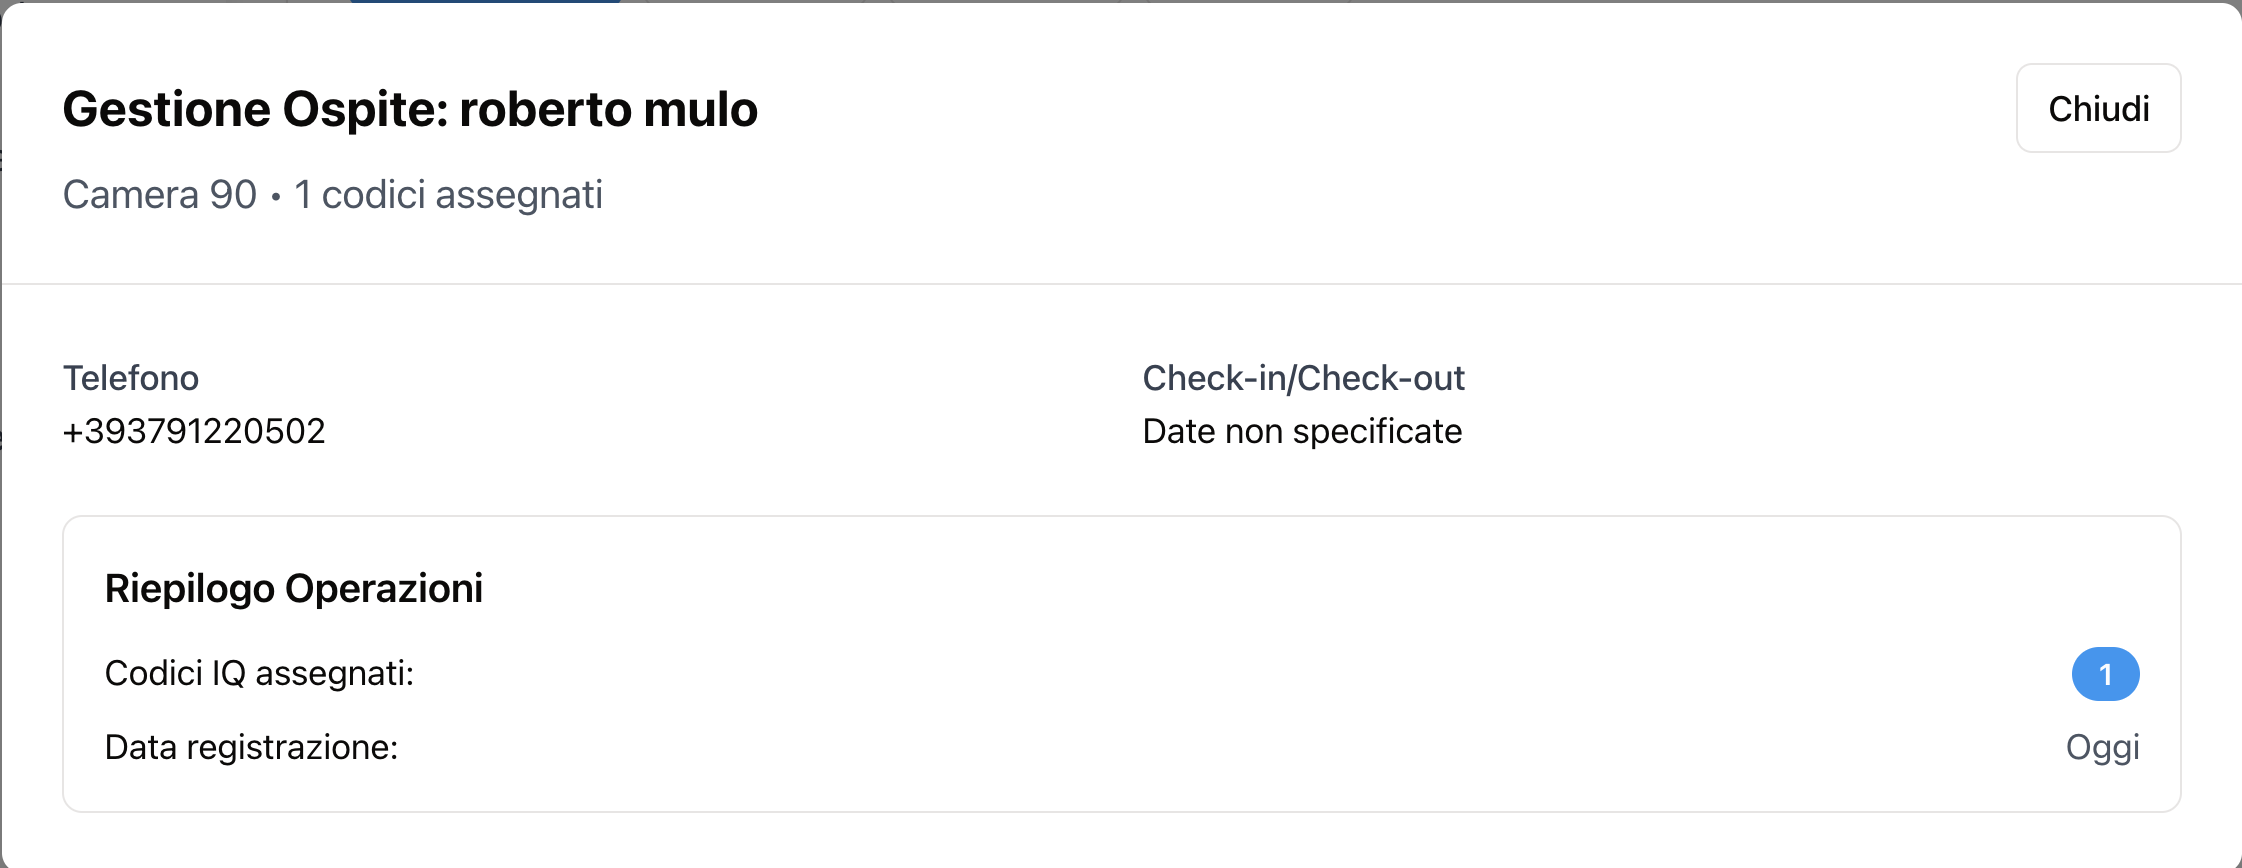 Gestione Ospite: roberto mulo
Chiudi
Camera 90 • 1 codici assegnati
Telefono
+393791220502
Check-in/Check-out
Date non specificate
Riepilogo Operazioni
Codici IQ assegnati:
1
Data registrazione:
Oggi